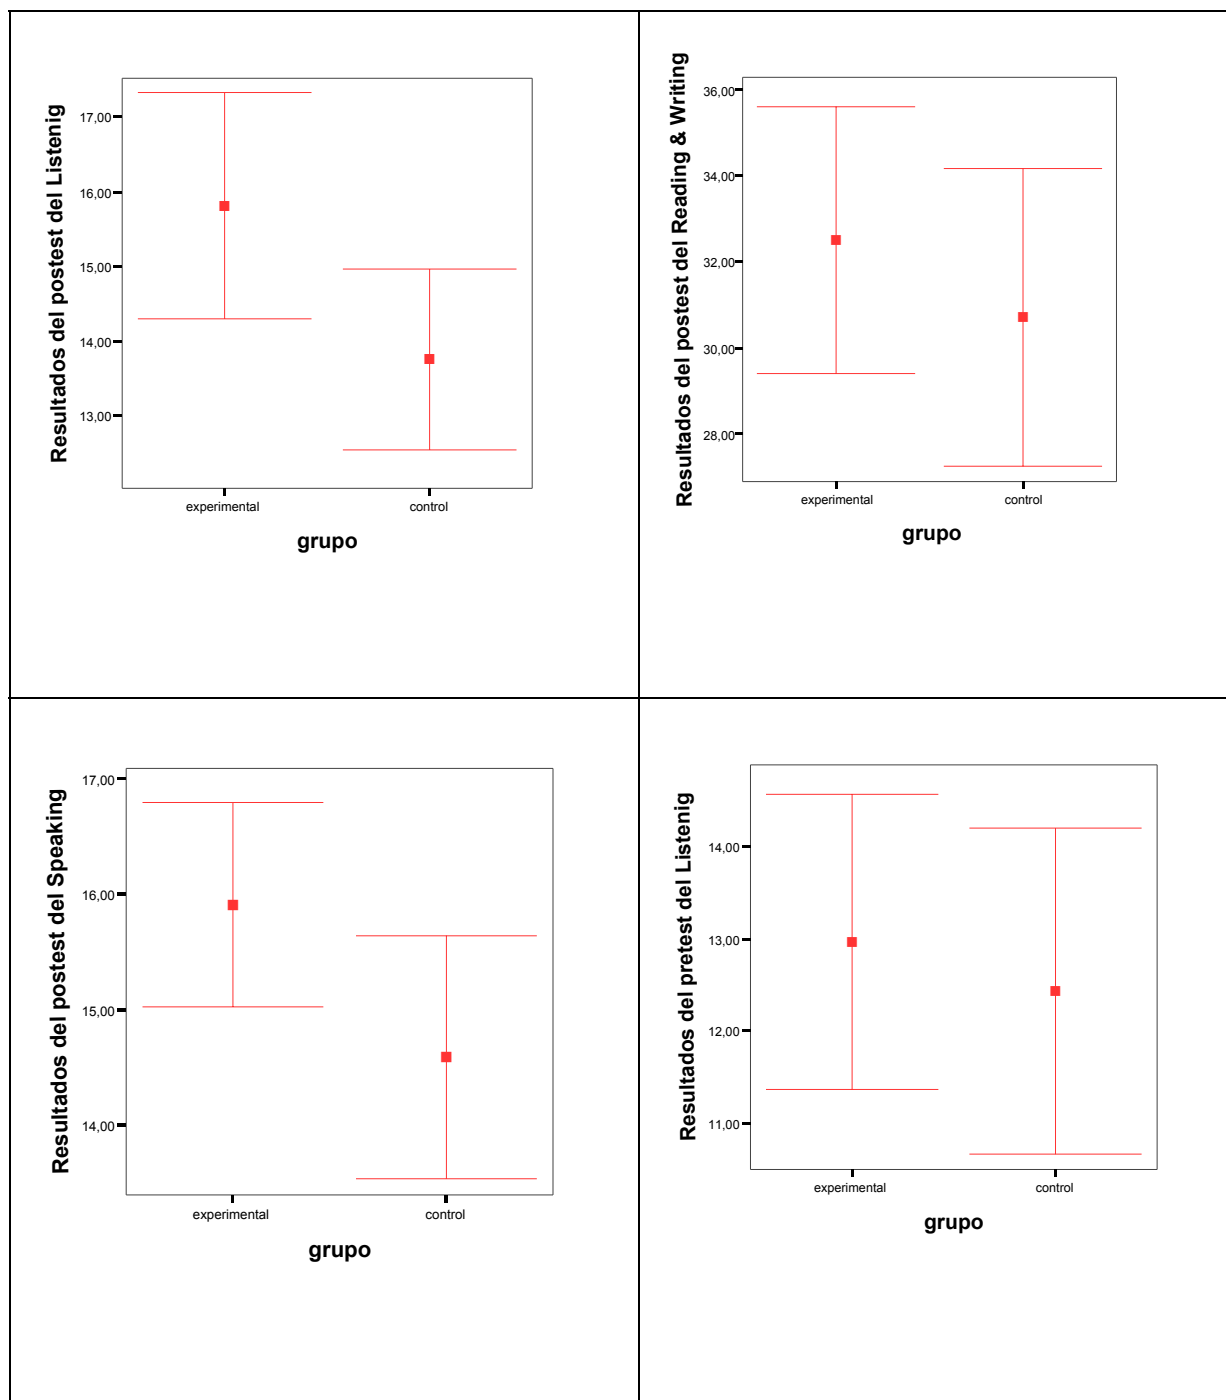 Resultados del postest del Listenig
17,00
16,00
15,00
14,00
13,00
experimental
control
grupo
Resultados del postest del Reading & Writing
36,00
34,00
32,00
30,00
28,00
experimental
control
grupo
Resultados del postest del Speaking
17,00
16,00
15,00
14,00
experimental
control
grupo
Resultados del pretest del Listenig
14,00
13,00
12,00
11,00
experimental
control
grupo